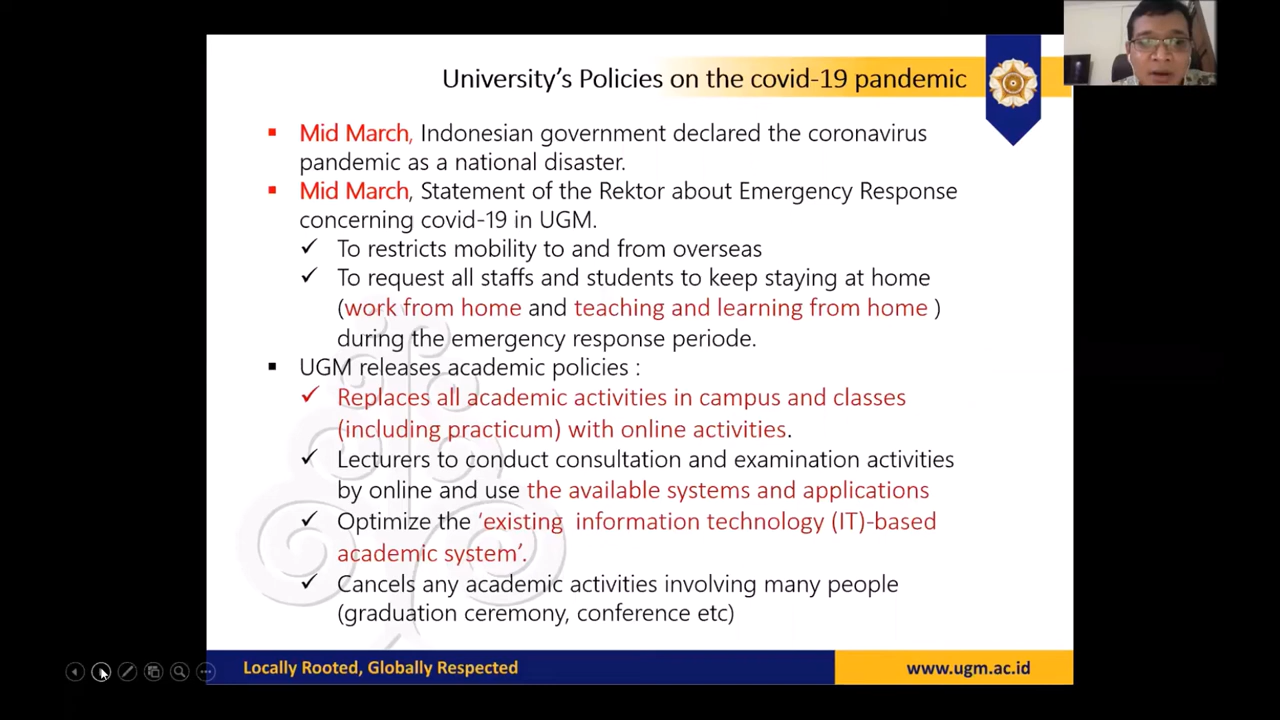 University's Policies on the covid-19 pandemic
▪ Mid March, Indonesian government declared the coronavirus
pandemic as a national disaster.
▪ Mid March, Statement of the Rektor about Emergency Response
concerning covid-19 in UGM.
✓ To restricts mobility to and from overseas
✓ To request all staffs and students to keep staying at home
(work from home and teaching and learning from home )
during the emergency response periode.
▪ UGM releases academic policies :
✓ Replaces all academic activities in campus and classes
(including practicum) with online activities.
✓ Lecturers to conduct consultation and examination activities
by online and use the available systems and applications
✓ Optimize the ‘existing information technology (IT)-based
academic system’.
✓ Cancels any academic activities involving many people
(graduation ceremony, conference etc)
Locally Rooted, Globally Respected
www.ugm.ac.id